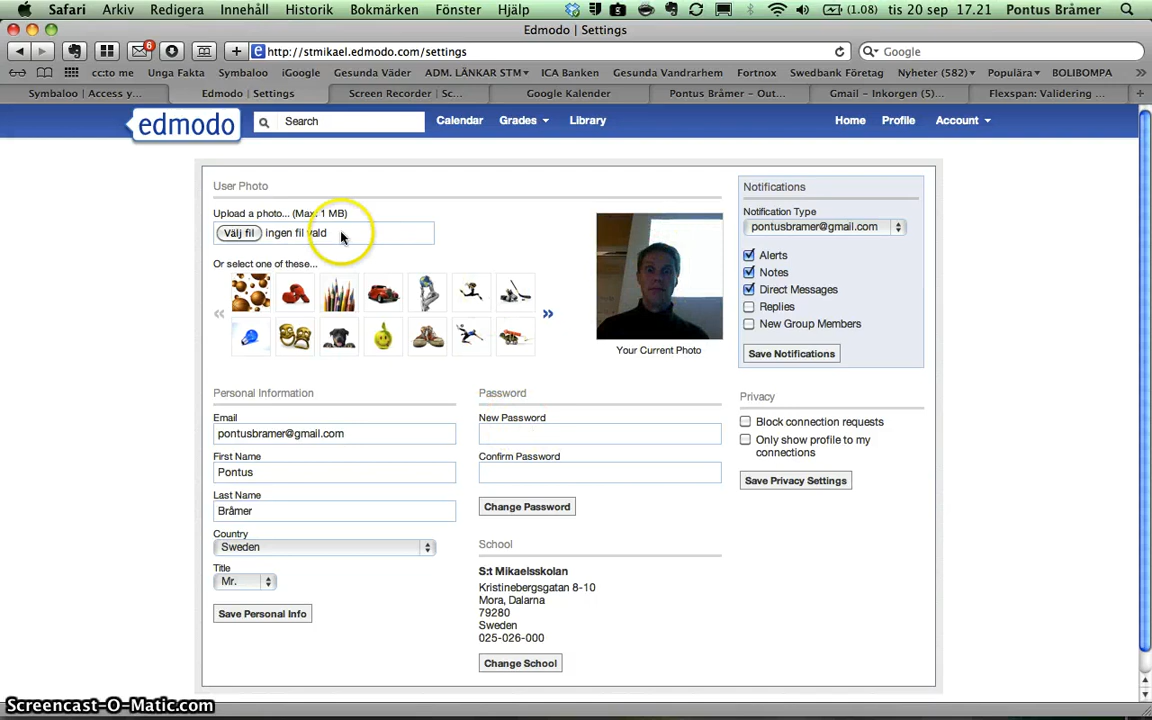 Safari Arkiv Redigera Innehåll Historik Bokmärken Fönster Hjälp (1.08) tis 20 sep 17.21 Pontus Bråmer
Edmodo | Settings
6 http://stmikael.edmodo.com/settings Google
cc:to me Unga Fakta Symbaloo iGoogle Gesunda Väder ADM. LÄNKAR STM ICA Banken Gesunda Vandrarhem Fortnox Swedbank Företag Nyheter (582) Populära BOLIBOMPA
Symbaloo | Access y... Edmodo | Settings Screen Recorder | Sc... Google Kalender Pontus Bråmer - Out... Gmail - Inkorgen (5)... Flexspan: Validering ...
edmodo Search Calendar Grades Library Home Profile Account
User Photo
Upload a photo... (Max: 1 MB)
Välj fil ingen fil vald
Or select one of these...
Your Current Photo
Notifications
Notification Type
pontusbramer@gmail.com
Alerts
Notes
Direct Messages
Replies
New Group Members
Save Notifications
Personal Information
Email
pontusbramer@gmail.com
First Name
Pontus
Last Name
Bråmer
Country
Sweden
Title
Mr.
Save Personal Info
Password
New Password
Confirm Password
Change Password
School
S:t Mikaelsskolan
Kristinebergsgatan 8-10
Mora, Dalarna
79280
Sweden
025-026-000
Change School
Privacy
Block connection requests
Only show profile to my
connections
Save Privacy Settings
Screencast-O-Matic.com